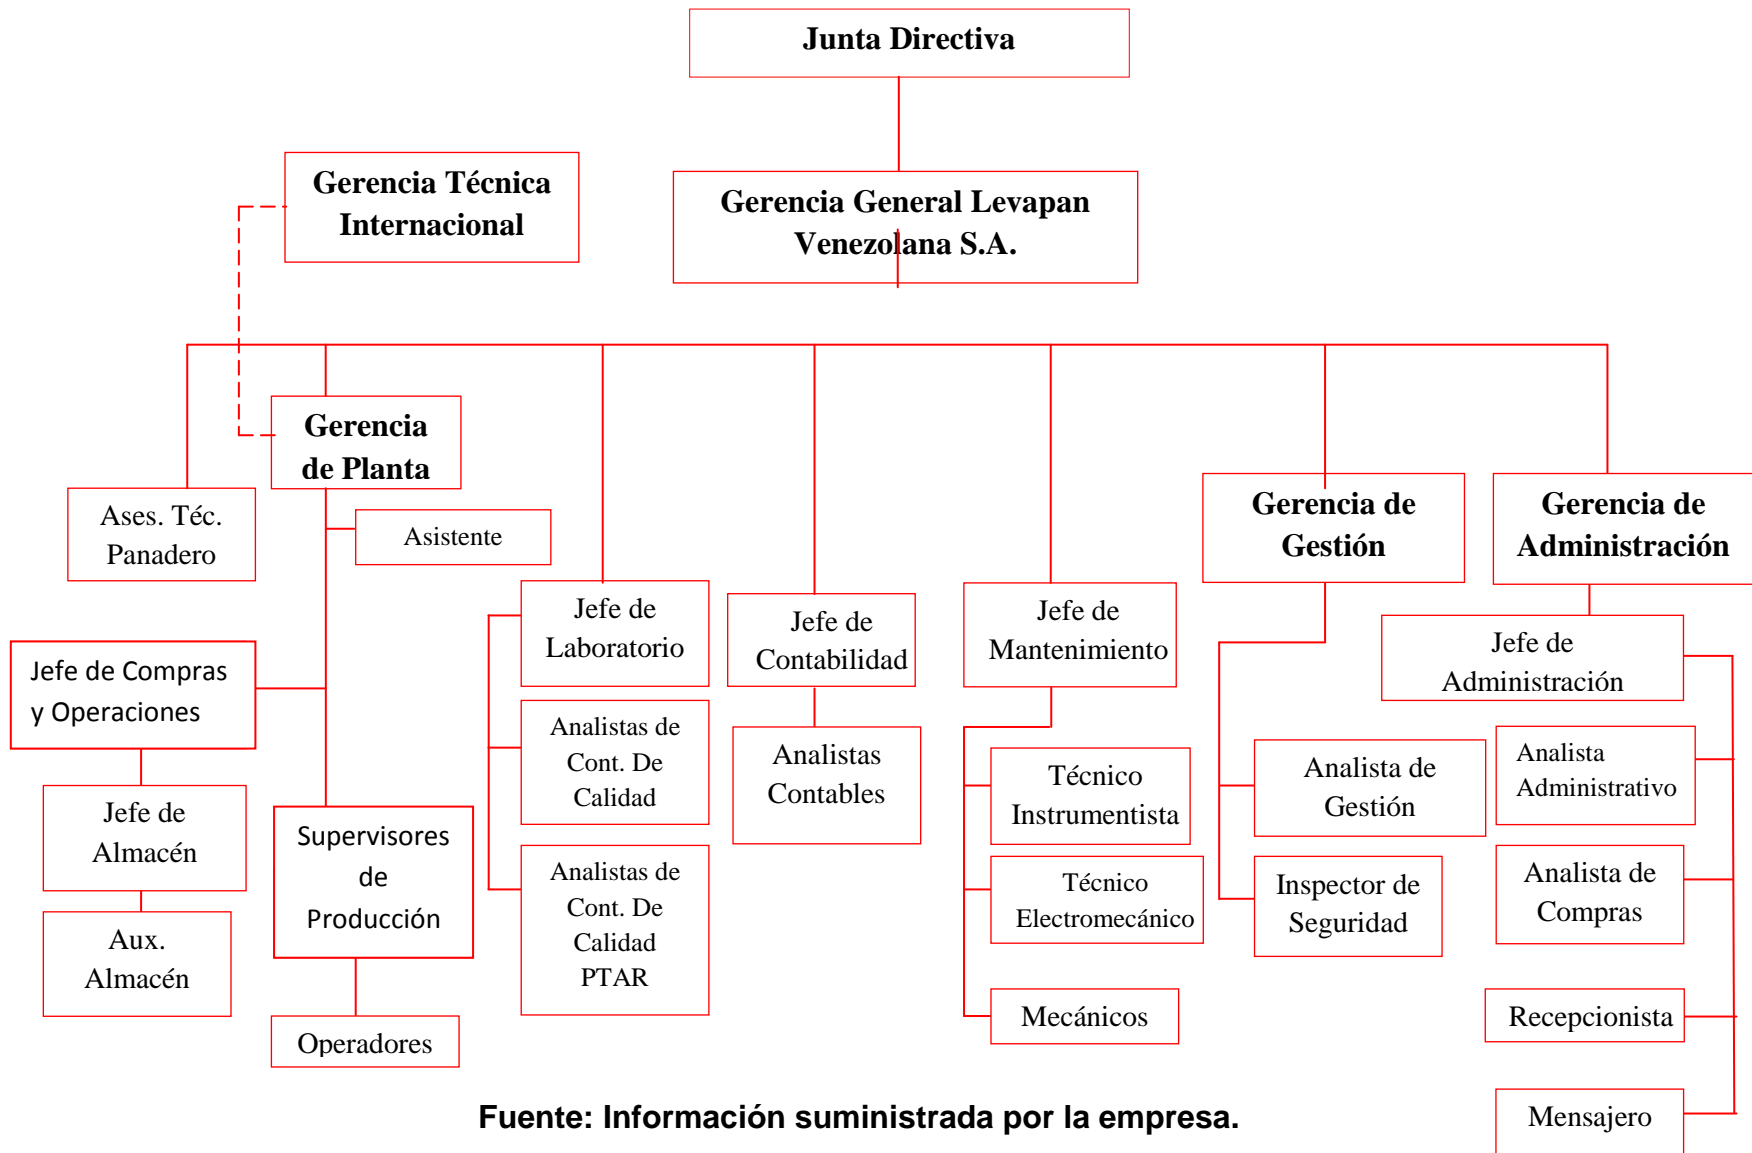 Junta Directiva
Gerencia Técnica
Internacional
Gerencia General Levapan
Venezolana S.A.
Gerencia
de Planta
Ases. Téc.
Panadero
Asistente
Gerencia de
Gestión
Gerencia de
Administración
Jefe de
Laboratorio
Jefe de
Contabilidad
Jefe de
Mantenimiento
Jefe de
Administración
Jefe de Compras
y Operaciones
Analistas de
Cont. De
Calidad
Analistas
Contables
Técnico
Instrumentista
Analista de
Gestión
Analista
Administrativo
Jefe de
Almacén
Supervisores
de
Producción
Analistas de
Cont. De
Calidad
PTAR
Técnico
Electromecánico
Inspector de
Seguridad
Analista de
Compras
Aux.
Almacén
Operadores
Mecánicos
Recepcionista
Mensajero
Fuente: Información suministrada por la empresa.